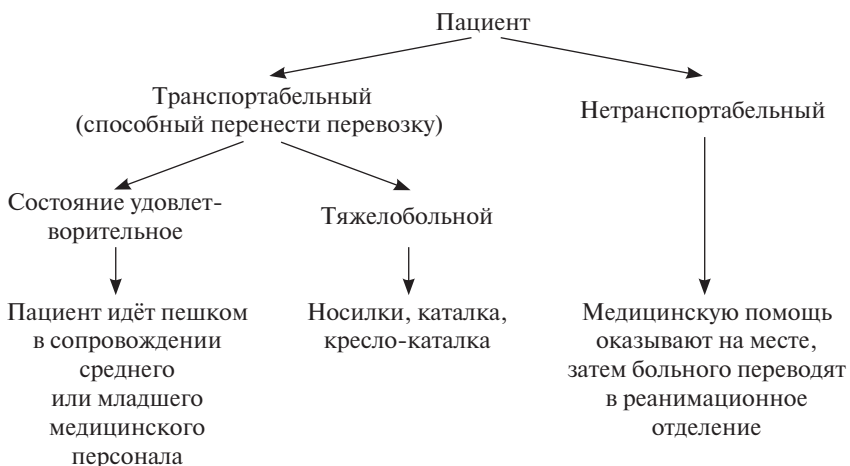 Пациент
Транспортабельный
(способный перенести перевозку)
Нетранспортабельный
Состояние удовлет-
ворительное
Тяжелобольной
Пациент идёт пешком
в сопровождении
среднего
или младшего
медицинского
персонала
Носилки, каталка,
кресло-каталка
Медицинскую помощь
оказывают на месте,
затем больного переводят
в реанимационное
отделение